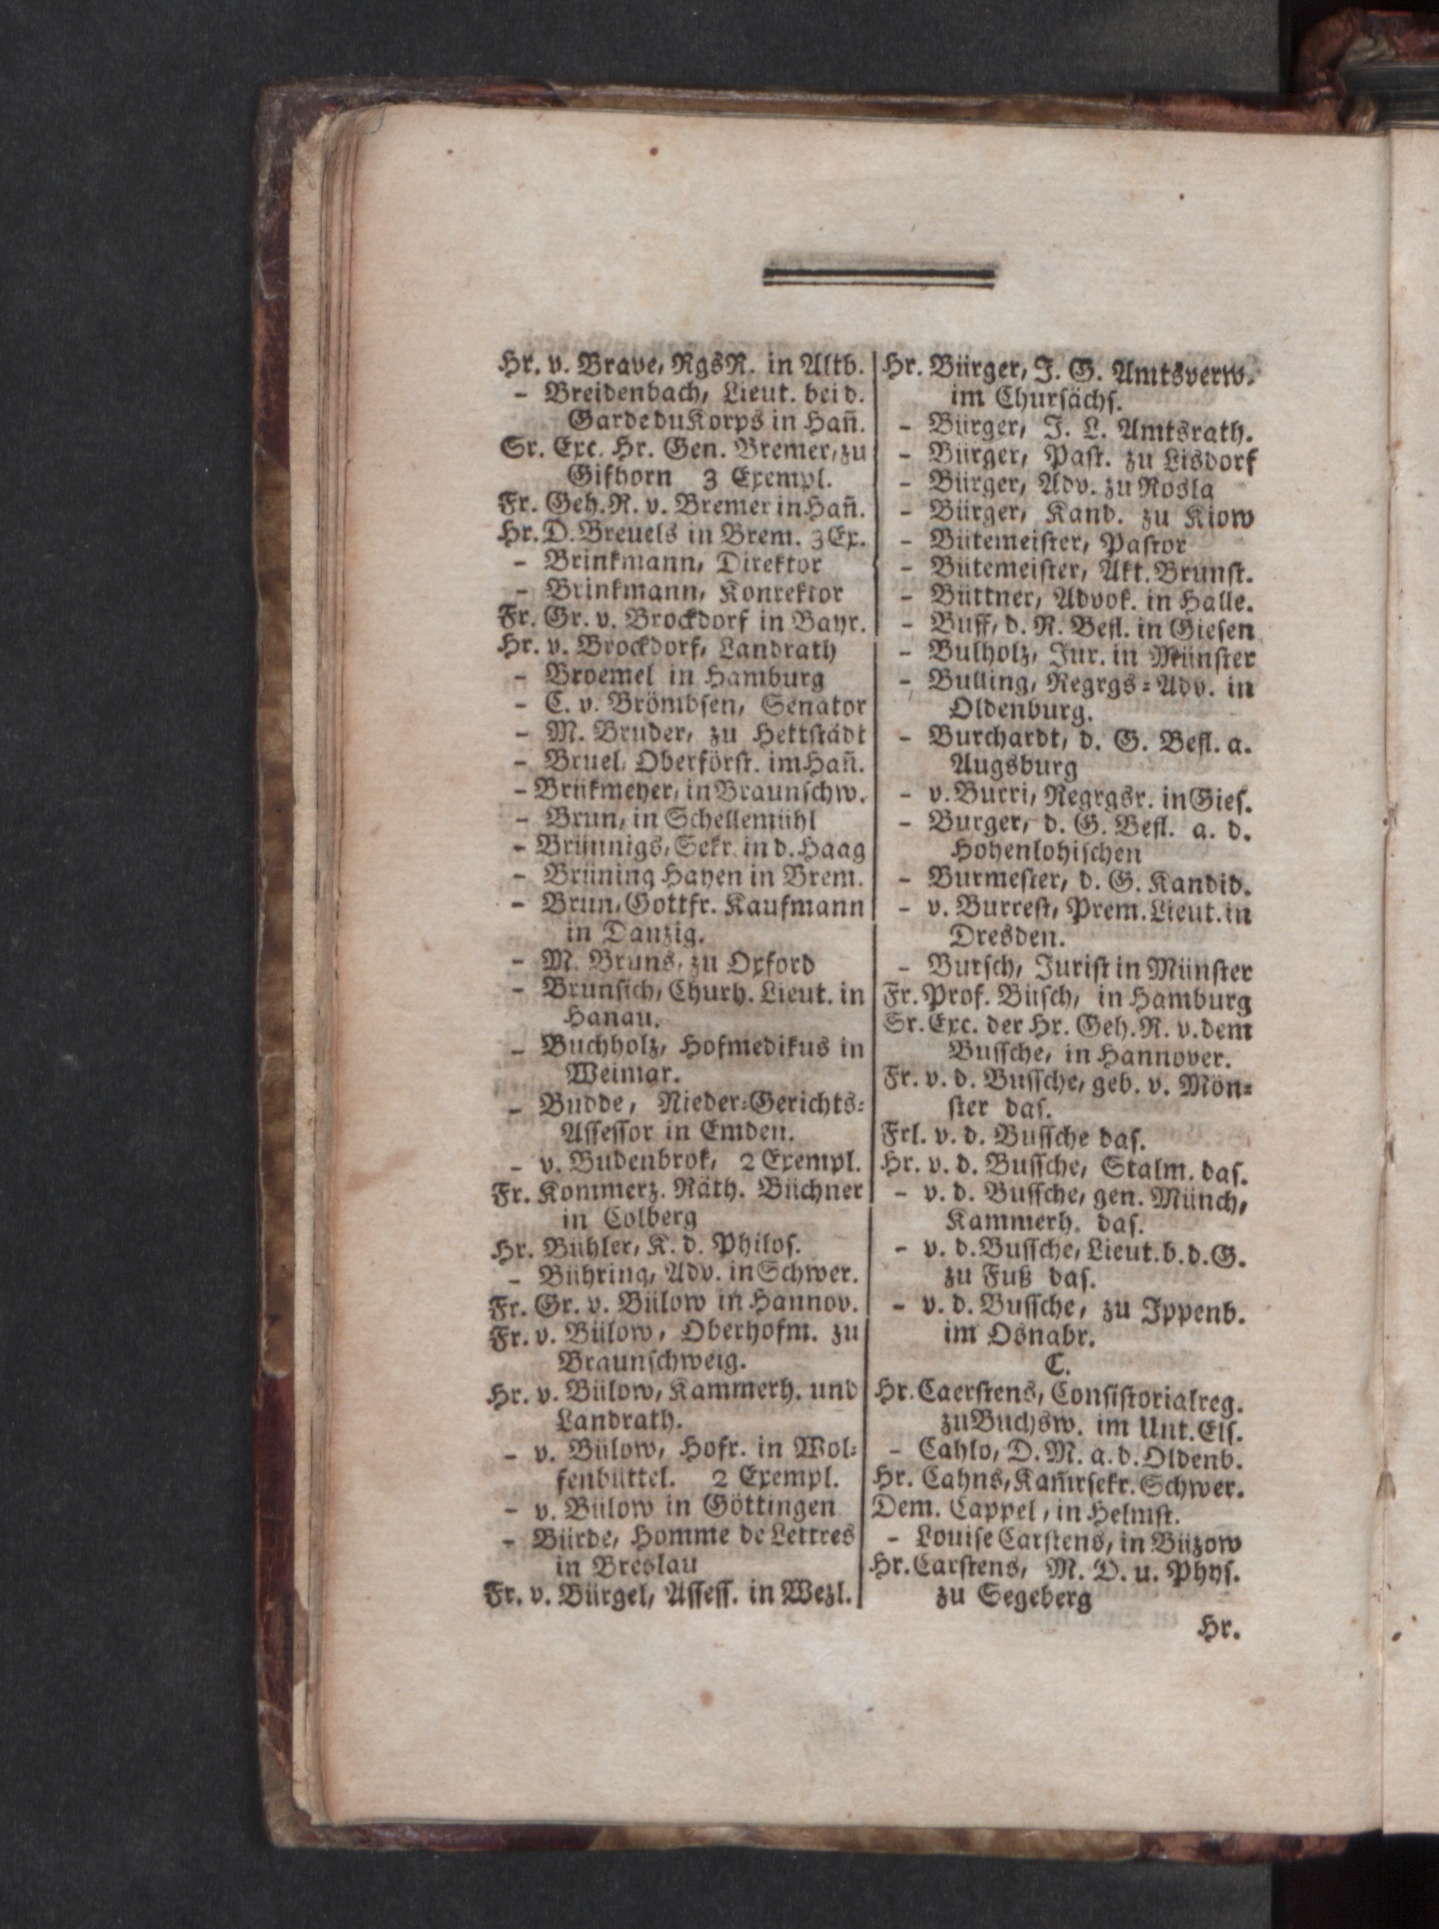 Hr. v. Brave, RgsR. in Altb.
- Breidenbach, Lieut. bei d.
Garde du Korps in Hañ.
Sr. Exc. Hr. Gen. Bremer, zu
Gifhorn 3 Exempl.
Fr. Geh. R. v. Bremer in Hañ.
Hr. D. Breuels in Brem. 3 Ex.
- Brinkmann, Direktor
- Brinkmann, Konrektor
Fr. Gr. v. Brockdorf in Bayr.
Hr. v. Brockdorf, Landrath
- Broemel in Hamburg
- C. v. Brömbsen, Senator
- M. Bruder, zu Hettstädt
- Bruel, Oberförst. im Hañ.
- Brükmeyer, in Braunschw.
- Brun, in Schellemühl
- Brünnigs, Sekr. in d. Haag
- Brüning Hayen in Brem.
- Brun, Gottfr. Kaufmann
in Danzig.
- M. Bruns, zu Oxford
- Brunsich, Churh. Lieut. in
Hanau.
- Buchholz, Hofmedikus in
Weimar.
- Budde, Nieder=Gerichts=
Assessor in Emden.
- v. Budenbrok, 2 Exempl.
Fr. Kommerz. Räth. Büchner
in Colberg
Hr. Bühler, K. d. Philos.
- Bühring, Adv. in Schwer.
Fr. Gr. v. Bülow in Hannov.
Fr. v. Bülow, Oberhofm. zu
Braunschweig.
Hr. v. Bülow, Kammerh. und
Landrath.
- v. Bülow, Hofr. in Wol=
fenbüttel. 2 Exempl.
- v. Bülow in Göttingen
- Bürde, Homme de Lettres
in Breslau
Fr. v. Bürgel, Assess. in Wezl.
Hr. Bürger, J. G. Amtsverw.
im Chursächs.
- Bürger, J. L. Amtsrath.
- Bürger, Past. zu Lisdorf
- Bürger, Adv. zu Rosla
- Bürger, Kand. zu Kiow
- Bütemeister, Pastor
- Bütemeister, Akt. Brunst.
- Büttner, Advok. in Halle.
- Buff, d. R. Befl. in Giesen
- Bulholz, Jur. in Münster
- Bulling, Regrgs=Adv. in
Oldenburg.
- Burchardt, d. G. Befl. a.
Augsburg
- v. Burri, Regrgsr. in Gies.
- Burger, d. G. Befl. a. d.
Hohenlohischen
- Burmester, d. G. Kandid.
- v. Burrest, Prem. Lieut. in
Dresden.
- Bursch, Jurist in Münster
Fr. Prof. Büsch, in Hamburg
Sr. Exc. der Hr. Geh. R. v. dem
Bussche, in Hannover.
Fr. v. d. Bussche, geb. v. Mön=
ster das.
Frl. v. d. Bussche das.
Hr. v. d. Bussche, Stalm. das.
- v. d. Bussche, gen. Münch,
Kammerh. das.
- v. d. Bussche, Lieut. b. d. G.
zu Fuß das.
- v. d. Bussche, zu Ippenb.
im Osnabr.
C.
Hr. Caerstens, Consistorialreg.
zu Buchsw. im Unt. Els.
- Cahlo, D. M. a. d. Oldenb.
Hr. Cahns, Kam̃rsekr. Schwer.
Dem. Cappel, in Helmst.
- Louise Carstens, in Büzow
Hr. Carstens, M. D. u. Phys.
zu Segeberg
Hr.